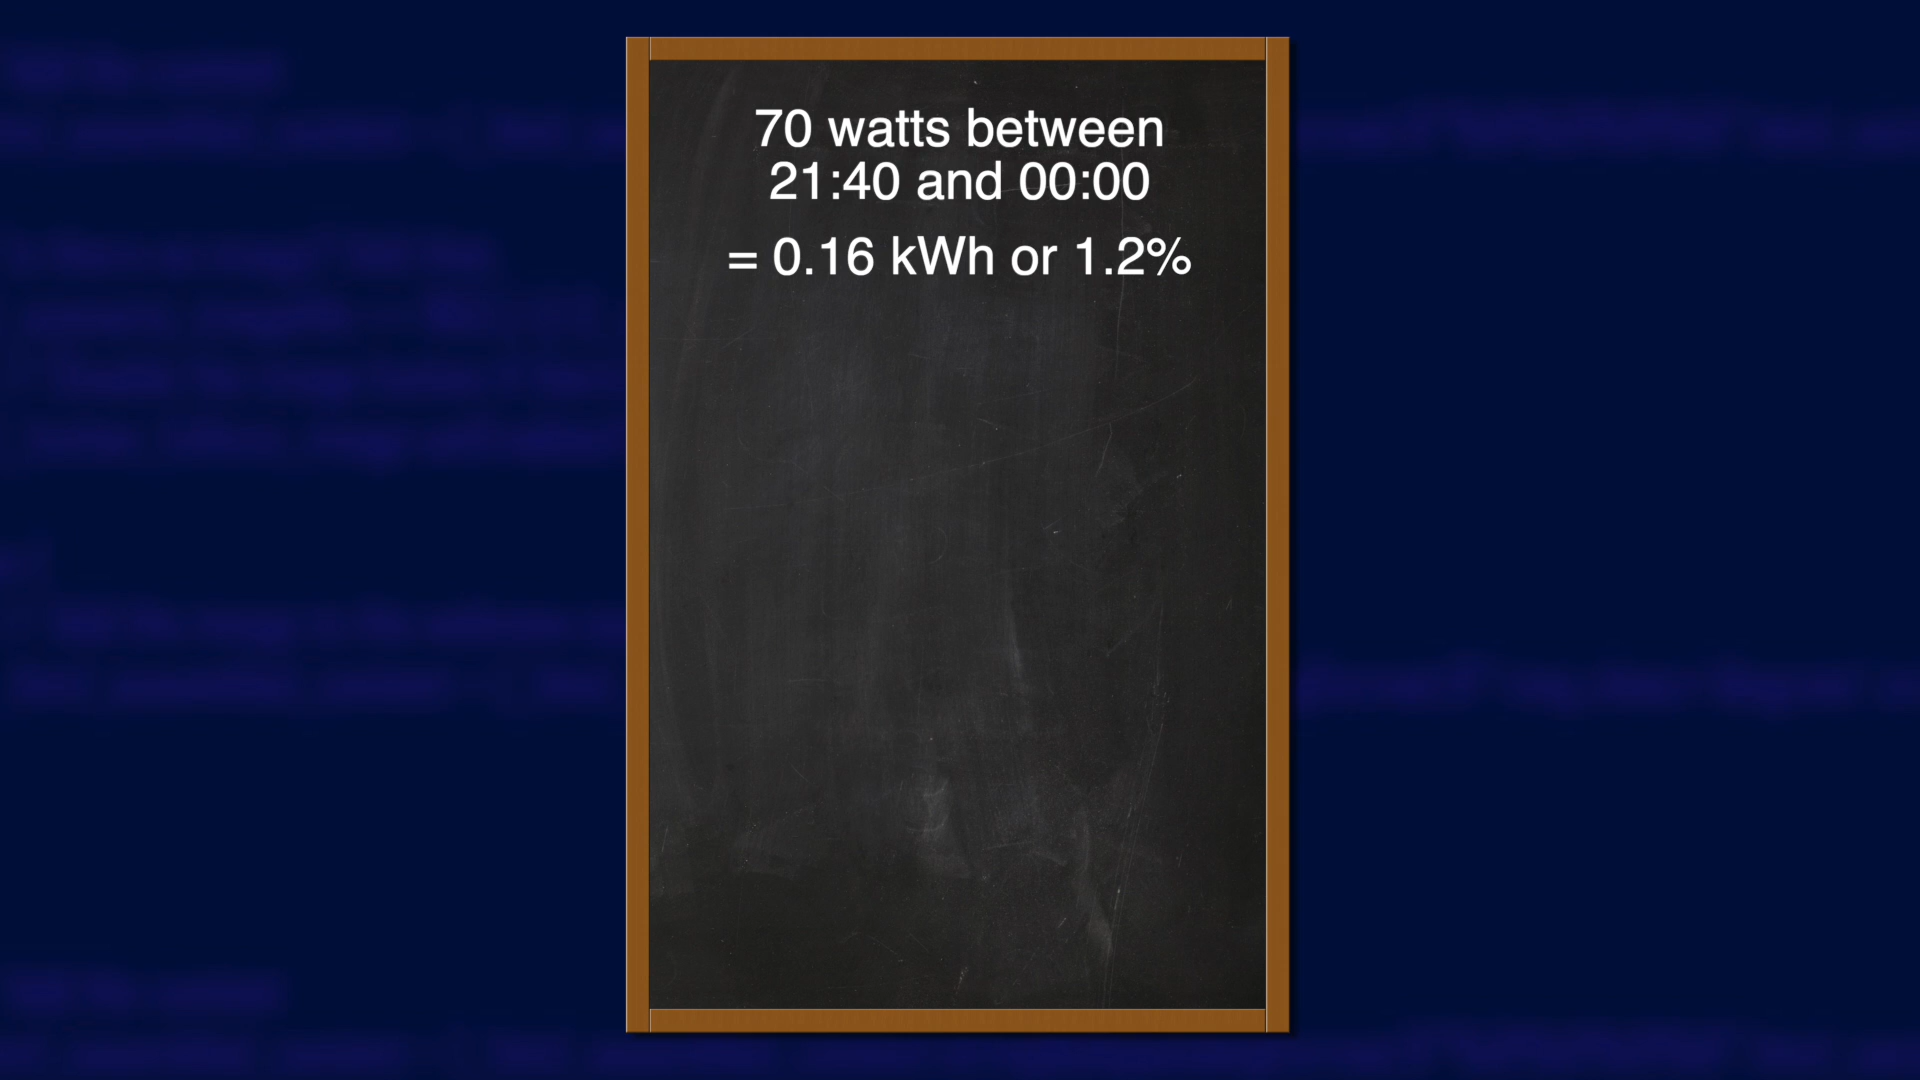 70 watts between
21:40 and 00:00
= 0.16 kWh or 1.2%